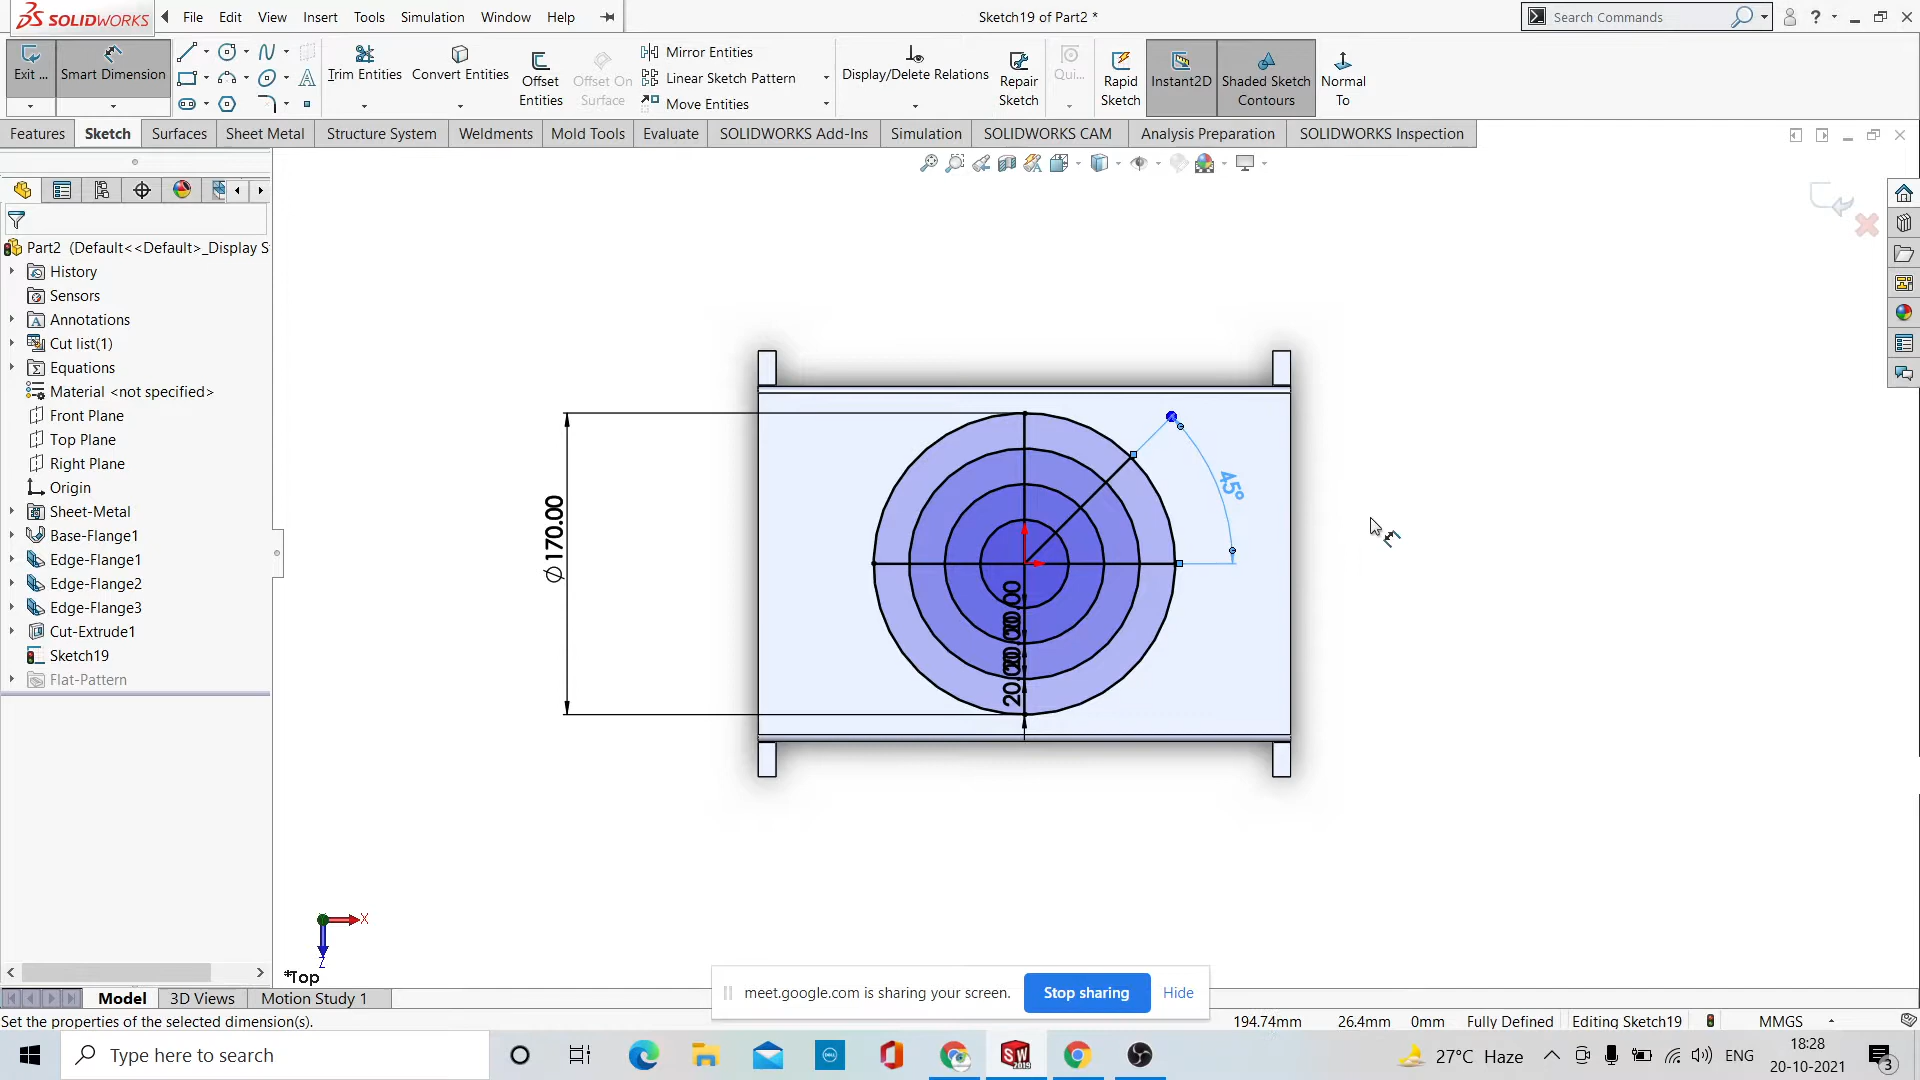 SOLIDWORKS
File Edit View Insert Tools Simulation Window Help
Sketch19 of Part2 *
Search Commands
Exit ...
Smart Dimension
Trim Entities
Convert Entities
Offset Entities
Offset On Surface
Mirror Entities
Linear Sketch Pattern
Move Entities
Display/Delete Relations
Repair Sketch
Qui...
Rapid Sketch
Instant2D
Shaded Sketch Contours
Normal To
Features Sketch Surfaces Sheet Metal Structure System Weldments Mold Tools Evaluate SOLIDWORKS Add-Ins Simulation SOLIDWORKS CAM Analysis Preparation SOLIDWORKS Inspection
Part2 (Default<<Default>_Display S
History
Sensors
Annotations
Cut list(1)
Equations
Material <not specified>
Front Plane
Top Plane
Right Plane
Origin
Sheet-Metal
Base-Flange1
Edge-Flange1
Edge-Flange2
Edge-Flange3
Cut-Extrude1
Sketch19
Flat-Pattern
∅ 170.00
45°
X
Z
*Top
meet.google.com is sharing your screen. Stop sharing Hide
Model 3D Views Motion Study 1
Set the properties of the selected dimension(s). 194.74mm 26.4mm 0mm Fully Defined Editing Sketch19 MMGS
Type here to search
27°C Haze
ENG
18:28
20-10-2021
3